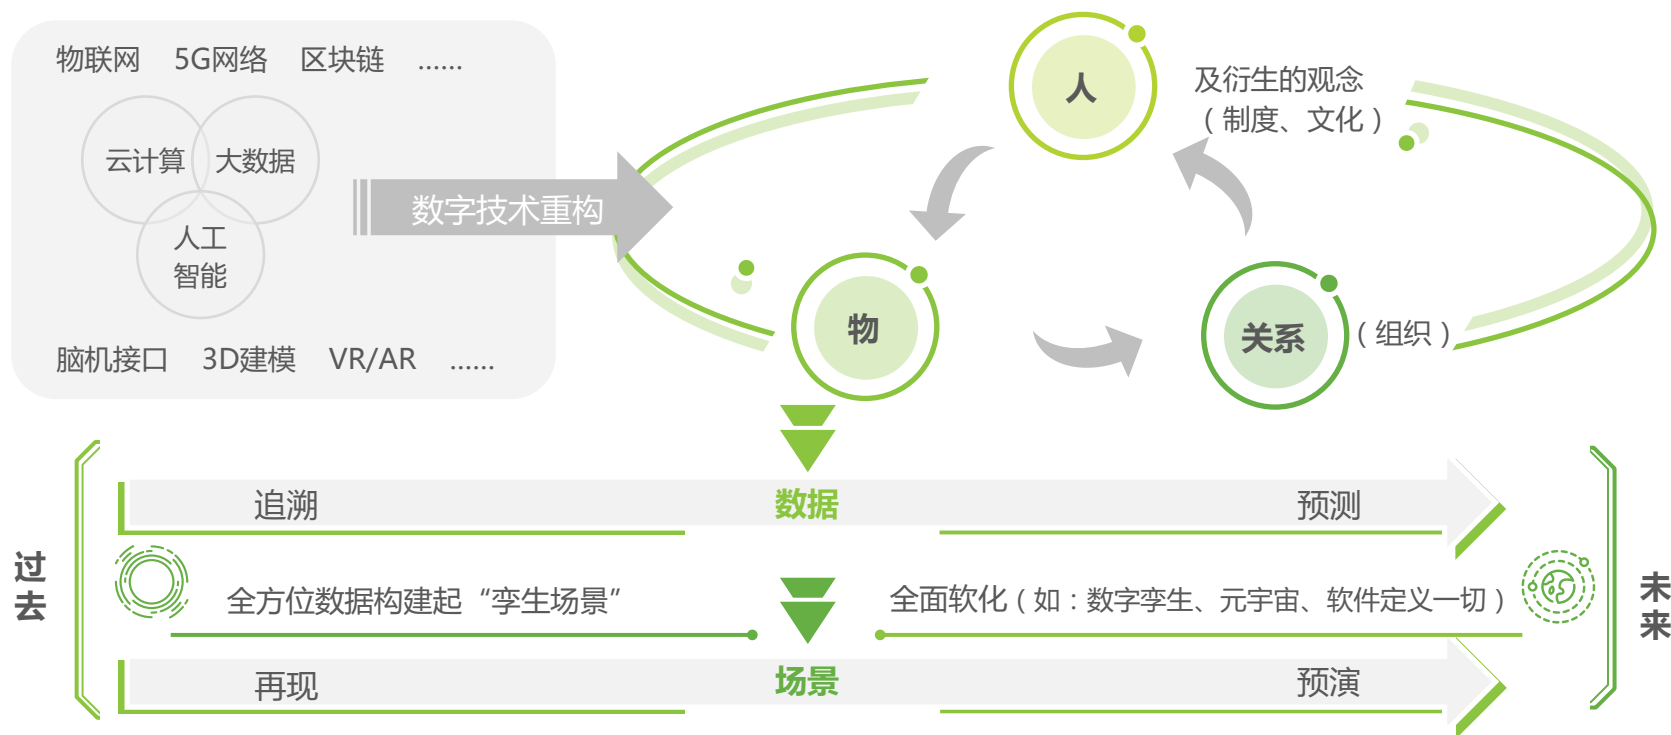 物联网 5G网络 区块链 ......
云计算 大数据
人工
智能
脑机接口 3D建模 VR/AR ......
数字技术重构
人
及衍生的观念
（制度、文化）
物
关系
（组织）
过去
追溯 数据 预测
全方位数据构建起“孪生场景”
全面软化（如：数字孪生、元宇宙、软件定义一切）
再现 场景 预演
未来